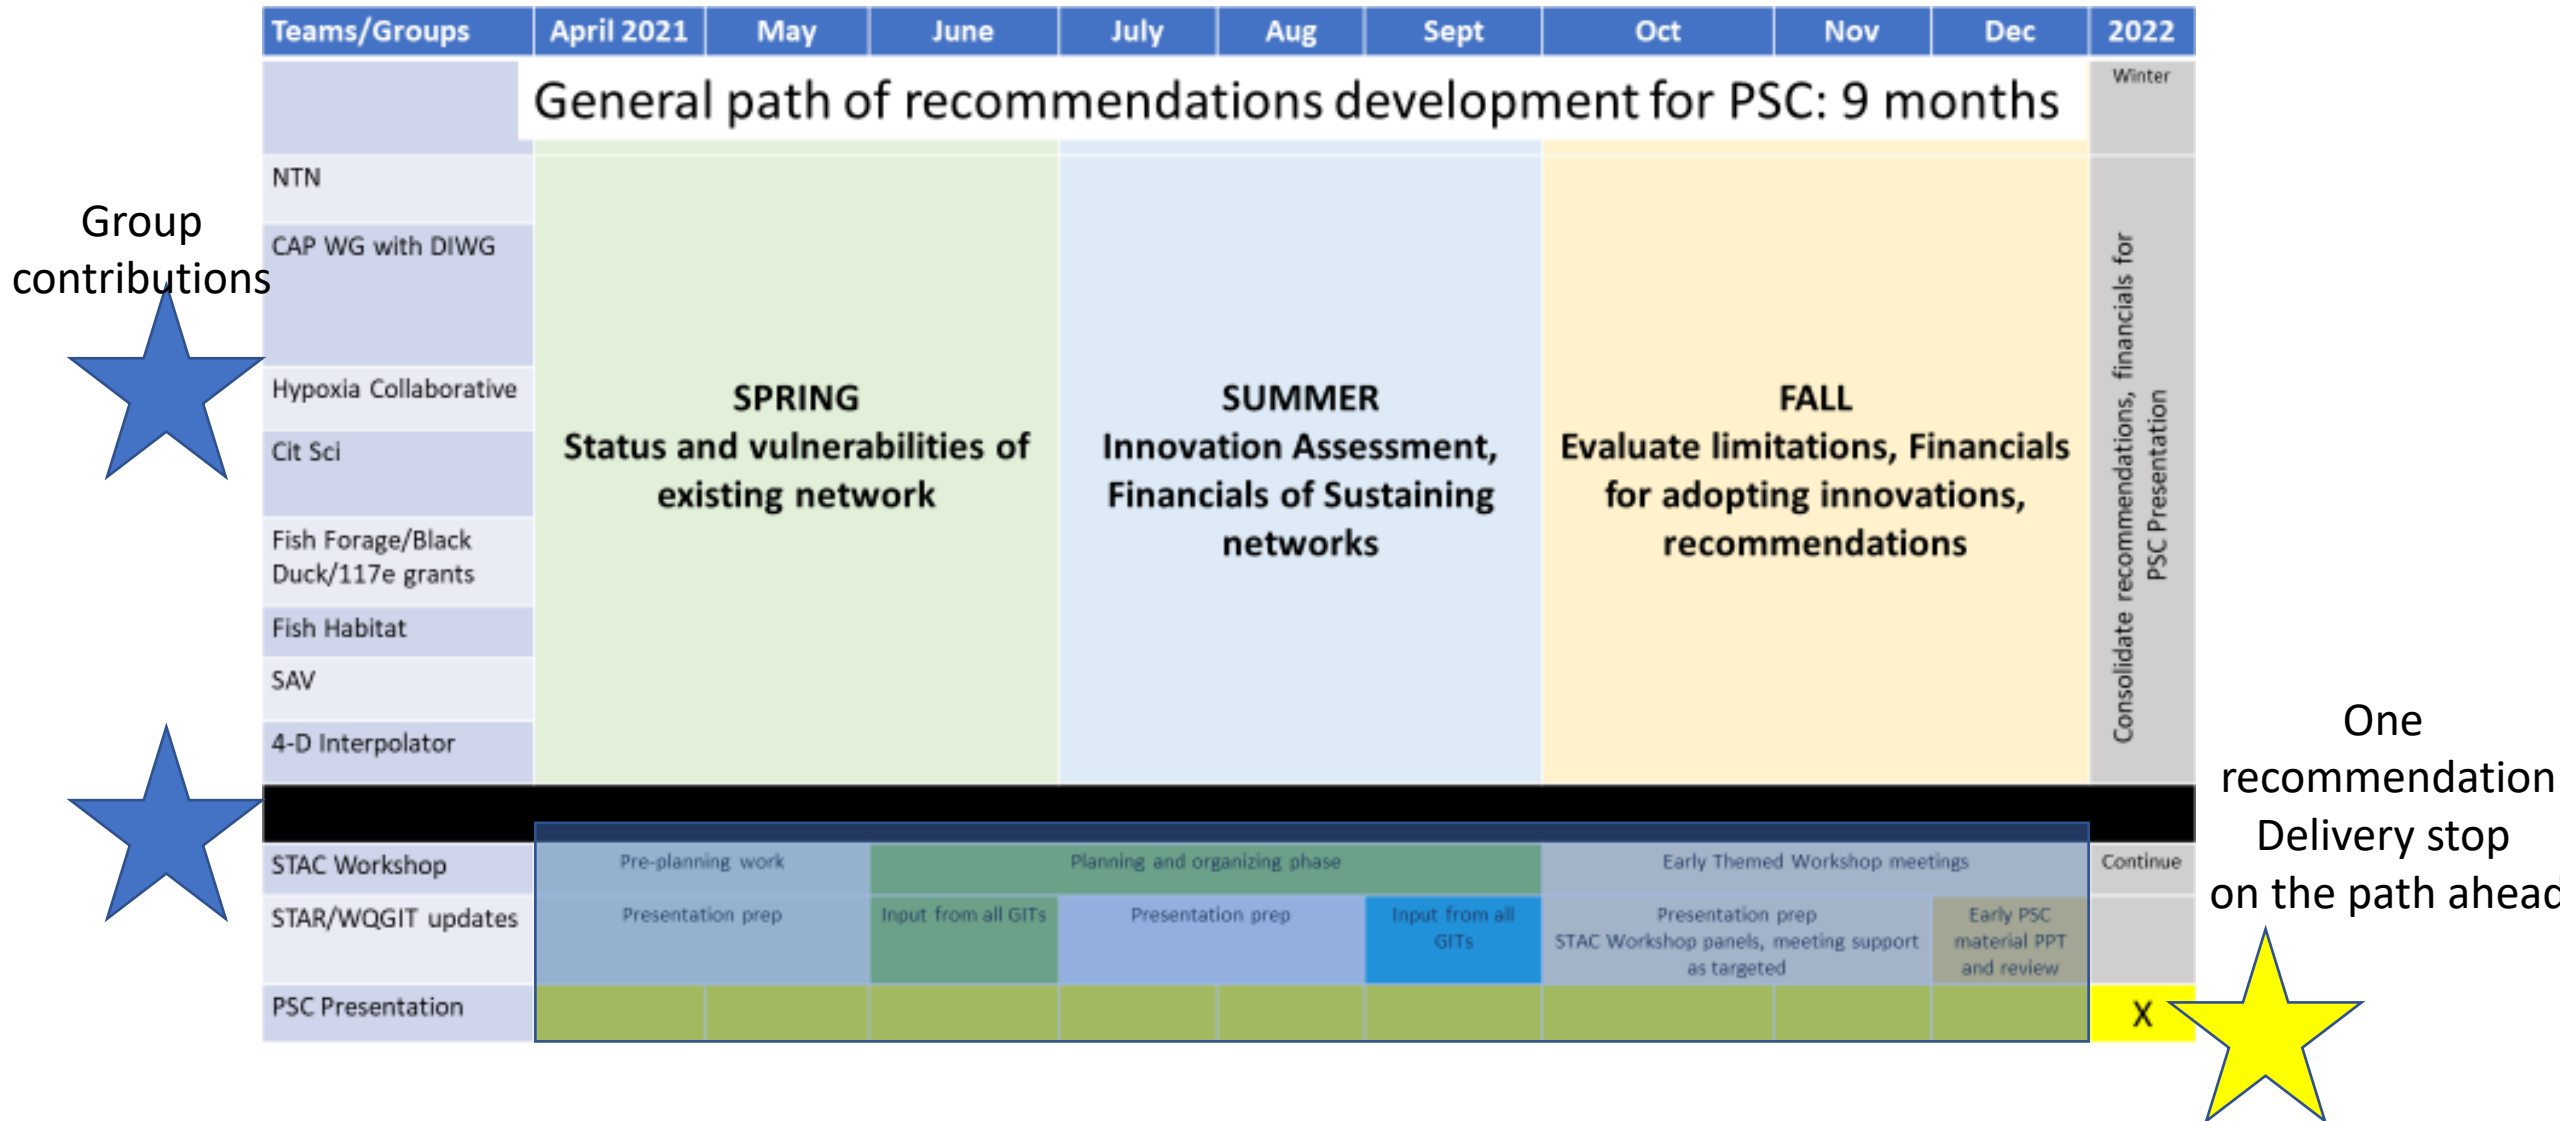 Teams/Groups April 2021 May June July Aug Sept Oct Nov Dec 2022
General path of recommendations development for PSC: 9 months
Winter
Group
contributions
NTN
CAP WG with DIWG
Hypoxia Collaborative
Cit Sci
Fish Forage/Black
Duck/117e grants
Fish Habitat
SAV
4-D Interpolator
SPRING
Status and vulnerabilities of
existing network
SUMMER
Innovation Assessment,
Financials of Sustaining
networks
FALL
Evaluate limitations, Financials
for adopting innovations,
recommendations
Consolidate recommendations, financials for
PSC Presentation
One
recommendation
Delivery stop
on the path ahead
STAC Workshop
Pre-planning work
Planning and organizing phase
Early Themed Workshop meetings
Continue
STAR/WQGIT updates
Presentation prep
Input from all GITs
Presentation prep
Input from all
GITs
Presentation prep
STAC Workshop panels, meeting support
as targeted
Early PSC
material PPT
and review
PSC Presentation
X